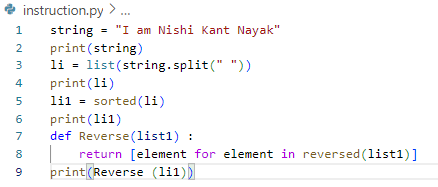 instruction.py > ...
1 string = "I am Nishi Kant Nayak"
2 print(string)
3 li = list(string.split(" "))
4 print(li)
5 li1 = sorted(li)
6 print(li1)
7 def Reverse(list1) :
8     return [element for element in reversed(list1)]
9 print(Reverse (li1))